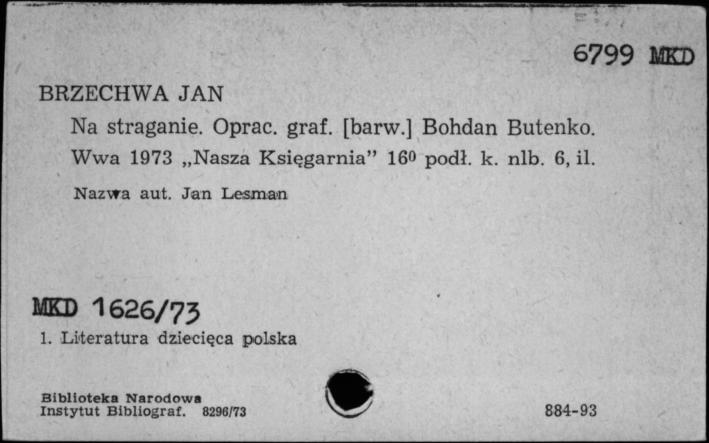 6799 MKD
BRZECHWA JAN
Na straganie. Oprac. graf. [barw.] Bohdan Butenko.
Wwa 1973 „Nasza Księgarnia” 16⁰ podł. k. nlb. 6, il.
Nazwa aut. Jan Lesman
MKD 1626/73
1. Literatura dziecięca polska
Biblioteka Narodowa
Instytut Bibliograf. 8296/73
884-93